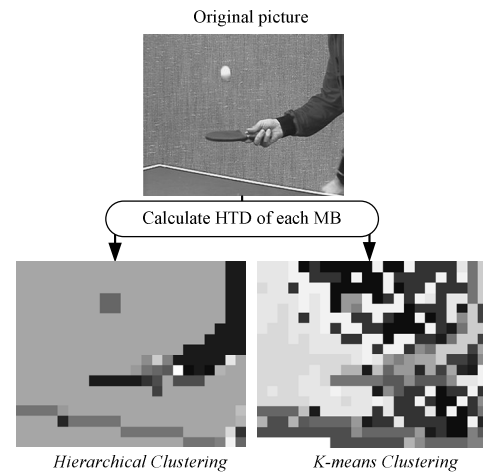 Original picture
Calculate HTD of each MB
Hierarchical Clustering
K-means Clustering